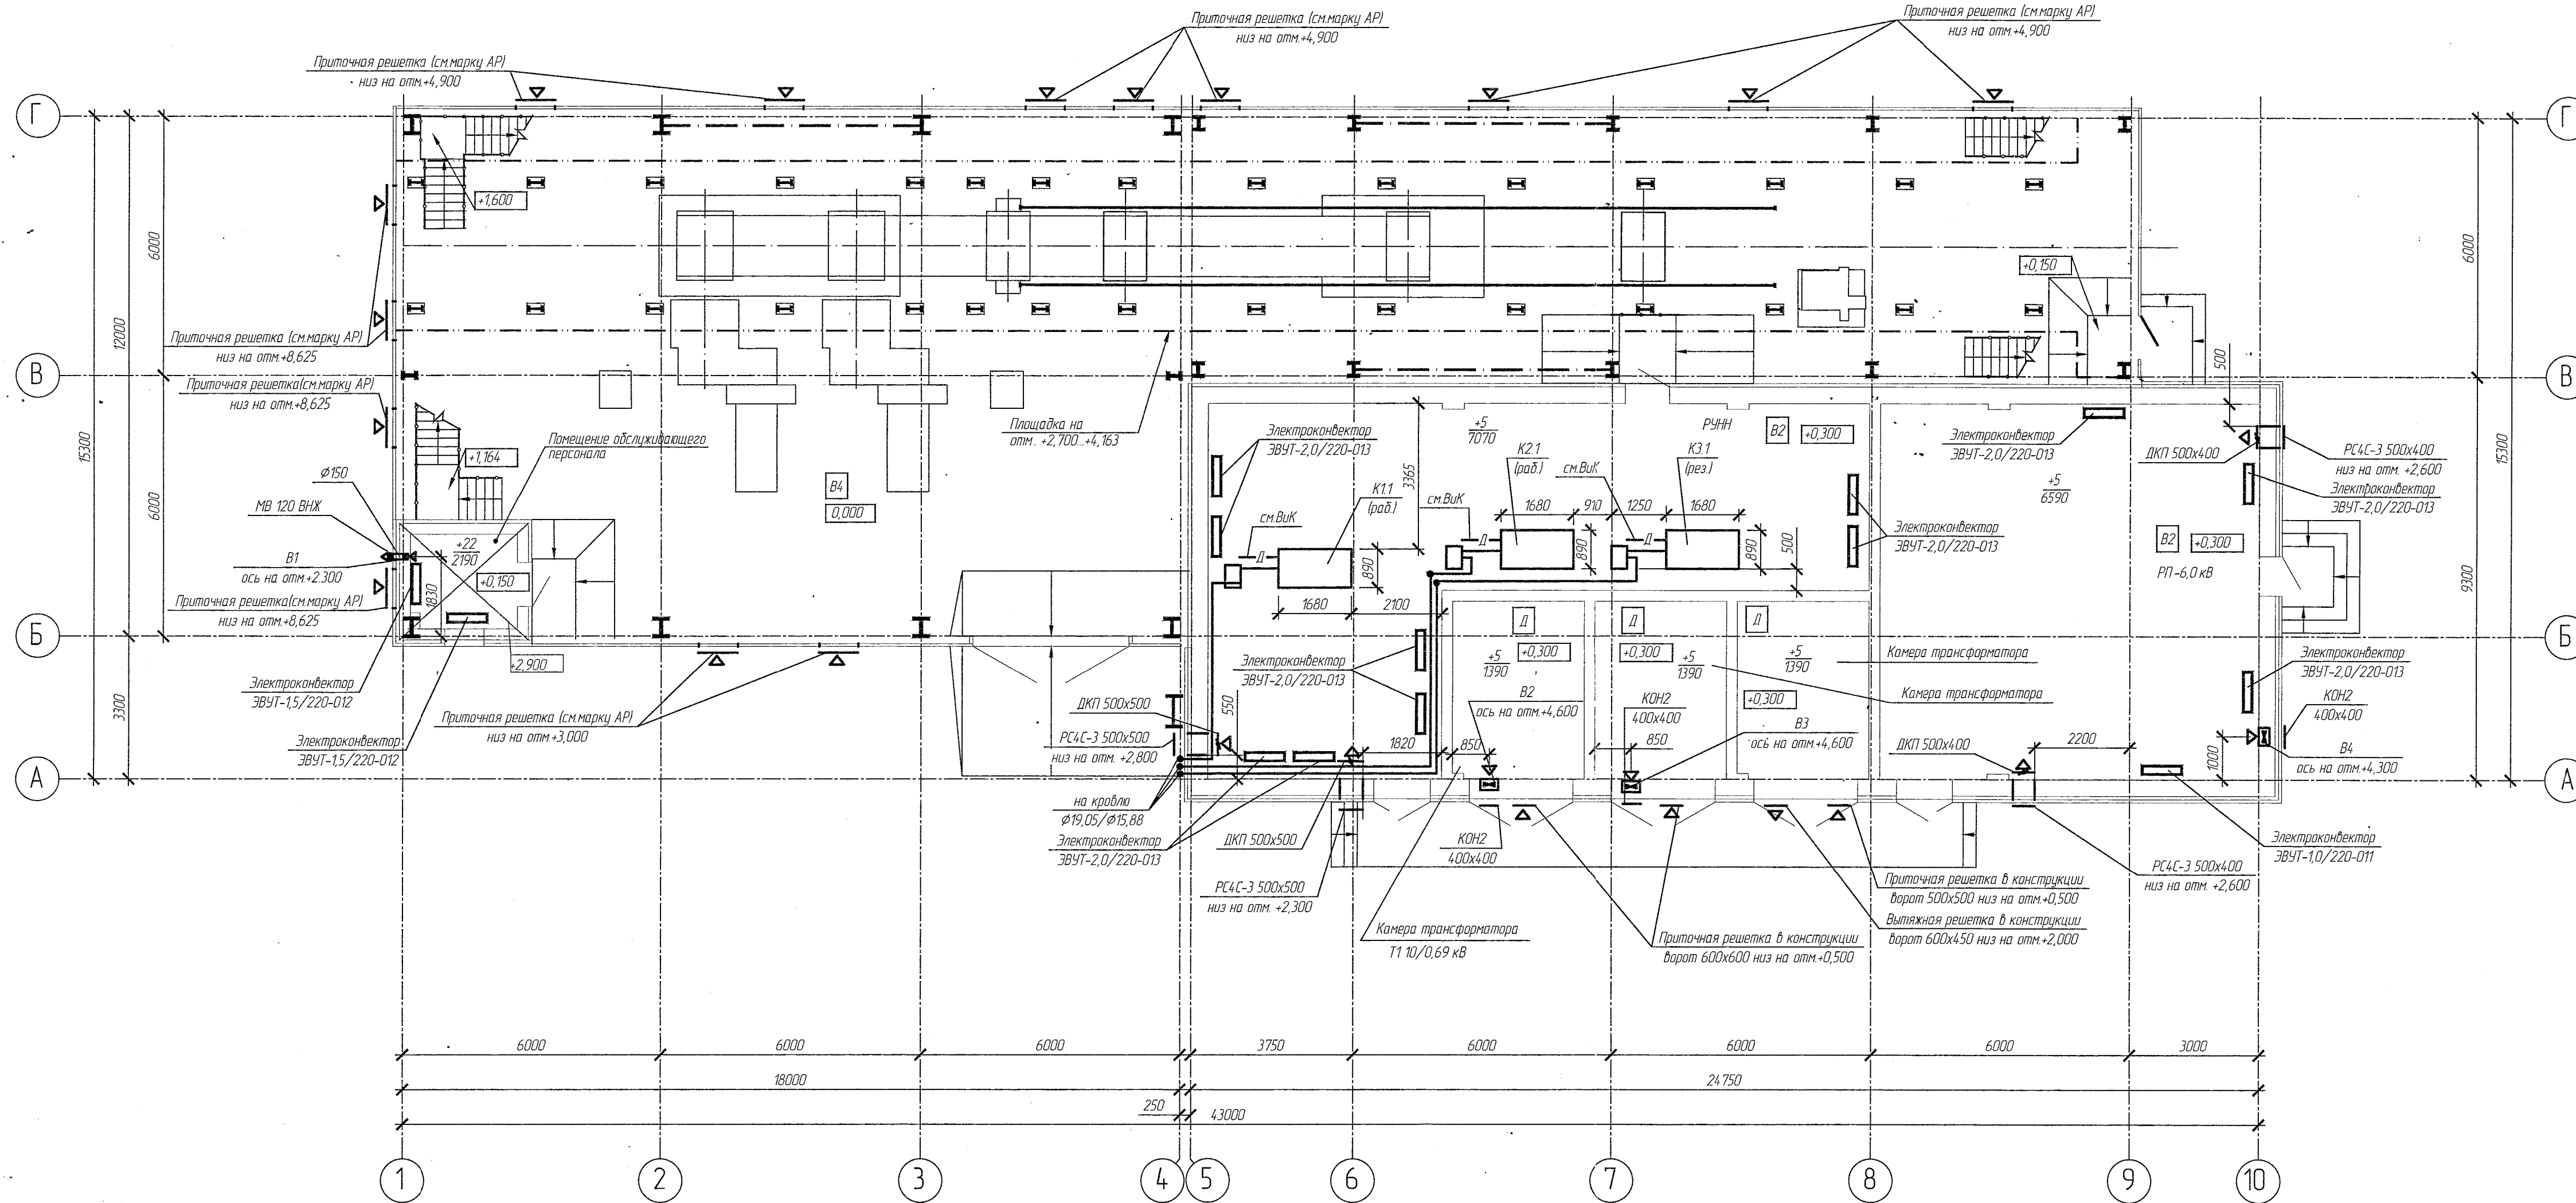 Приточная решетка (см.марку АР)
низ на отм.+4,900
Приточная решетка (см.марку АР)
низ на отм.+4,900
Приточная решетка (см.марку АР)
низ на отм.+4,900
Г
Г
+1,600
6000
12000
15300
+0,150
6000
15300
Приточная решетка (см.марку АР)
низ на отм.+8,625
В
В
Приточная решетка(см.марку АР)
низ на отм.+8,625
500
Площадка на
отм. +2,700...+4,163
Помещение обслуживающего
персонала
+1,164
Ф150
МВ 120 ВНЖ
В1
ось на отм.+2.300
+22
2190
+0,150
1830
6000
Приточная решетка(см.марку АР)
низ на отм.+8,625
В4
0,000
Электроконвектор
ЭВУТ-2,0/220-013
+5
7070
РУНН
В2
+0,300
3365
К1.1
(раб.)
К2.1
(раб.)
К3.1
(рез.)
см.ВиК
см.ВиК
см.ВиК
Д
Д
Д
1680
910
1250
1680
890
890
890
500
1680
2100
Электроконвектор
ЭВУТ-2,0/220-013
Электроконвектор
ЭВУТ-2,0/220-013
+5
6590
ДКП 500х400
РС4С-3 500х400
низ на отм. +2,600
Электроконвектор
ЭВУТ-2,0/220-013
В2
+0,300
РП-6,0 кВ
9300
Б
Б
+2,900
Электроконвектор
ЭВУТ-1,5/220-012
Электроконвектор
ЭВУТ-1,5/220-012
Приточная решетка (см.марку АР)
низ на отм.+3,000
3300
Электроконвектор
ЭВУТ-2,0/220-013
Д
+0,300
+5
1390
Д
+0,300
+5
1390
Д
+5
1390
+0,300
Камера трансформатора
Камера трансформатора
В2
ось на отм.+4,600
КОН2
400х400
В3
ось на отм.+4,600
ДКП 500х500
РС4С-3 500х500
низ на отм. +2,800
550
1820
850
850
ДКП 500х400
2200
Электроконвектор
ЭВУТ-2,0/220-013
КОН2
400х400
В4
ось на отм.+4,300
1000
А
А
на кровлю
Ф19,05/Ф15,88
Электроконвектор
ЭВУТ-2,0/220-013
ДКП 500х500
РС4С-3 500х500
низ на отм. +2,300
КОН2
400х400
Камера трансформатора
Т1 10/0,69 кВ
Приточная решетка в конструкции
ворот 600х600 низ на отм.+0,500
Приточная решетка в конструкции
ворот 500х500 низ на отм.+0,500
Вытяжная решетка в конструкции
ворот 600х450 низ на отм.+2,000
РС4С-3 500х400
низ на отм. +2,600
Электроконвектор
ЭВУТ-1,0/220-011
6000
6000
6000
3750
6000
6000
6000
3000
18000
24750
250
43000
1
2
3
4
5
6
7
8
9
10